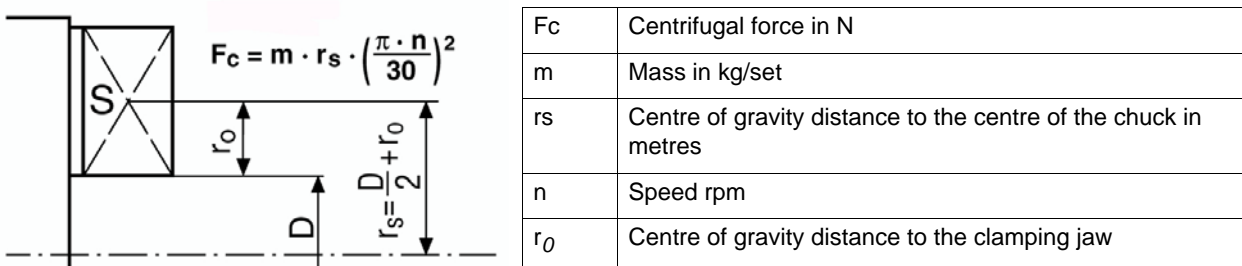 Fc = m · rs · (π · n / 30)²
S
ro
rs = D/2 + ro
D
Fc Centrifugal force in N
m Mass in kg/set
rs Centre of gravity distance to the centre of the chuck in
metres
n Speed rpm
r0 Centre of gravity distance to the clamping jaw